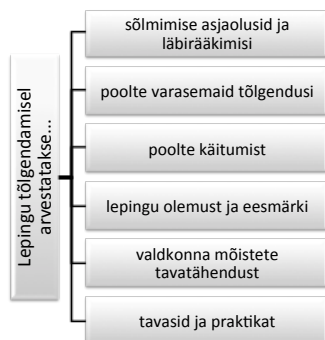 Lepingu tõlgendamisel
arvestatakse...
sõlmimise asjaolusid ja
läbirääkimisi
poolte varasemaid tõlgendusi
poolte käitumist
lepingu olemust ja eesmärki
valdkonna mõistete
tavatähendust
tavasid ja praktikat